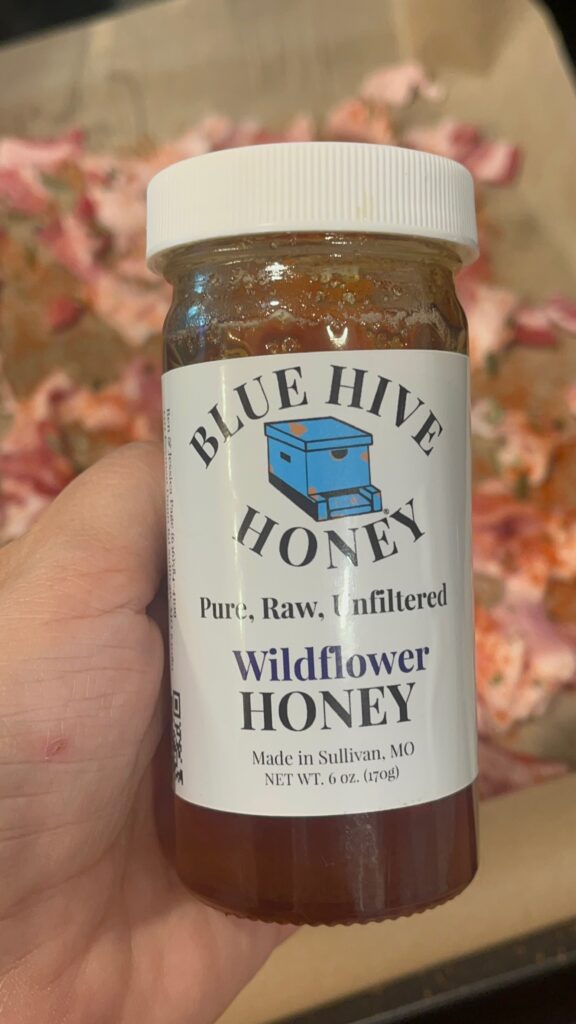 BLUE HIVE
HONEY®
Pure, Raw, Unfiltered
Wildflower
HONEY
Made in Sullivan, MO
NET WT. 6 oz. (170g)